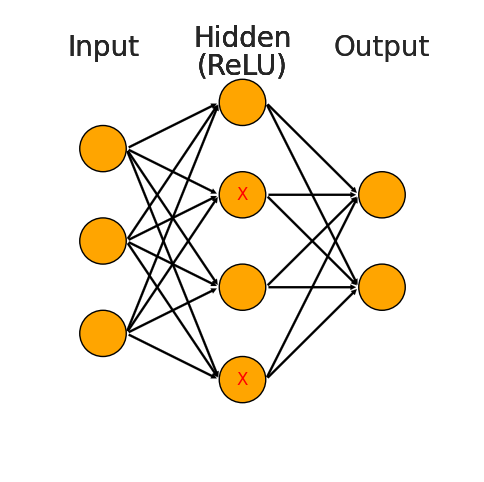 Input
Hidden
(ReLU)
Output
X
X